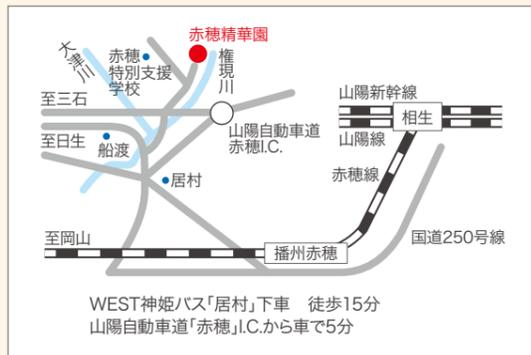 赤穂精華園
大津川
赤穂
特別支援
学校
権現川
至三石
山陽自動車道
赤穂I.C.
山陽新幹線
相生
山陽線
至日生
船渡
居村
赤穂線
至岡山
播州赤穂
国道250号線
WEST神姫バス「居村」下車　徒歩15分
山陽自動車道「赤穂」I.C.から車で5分